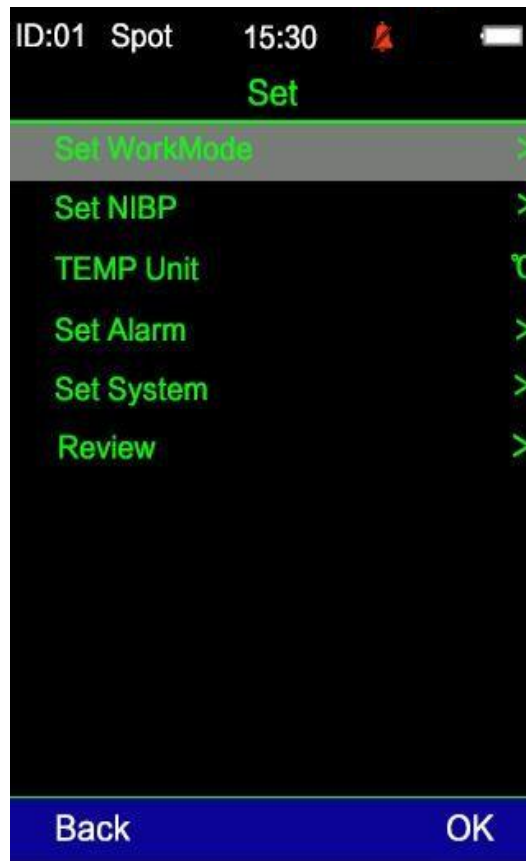 ID:01 Spot 15:30
Set
Set WorkMode >
Set NIBP >
TEMP Unit ℃
Set Alarm >
Set System >
Review >
Back OK